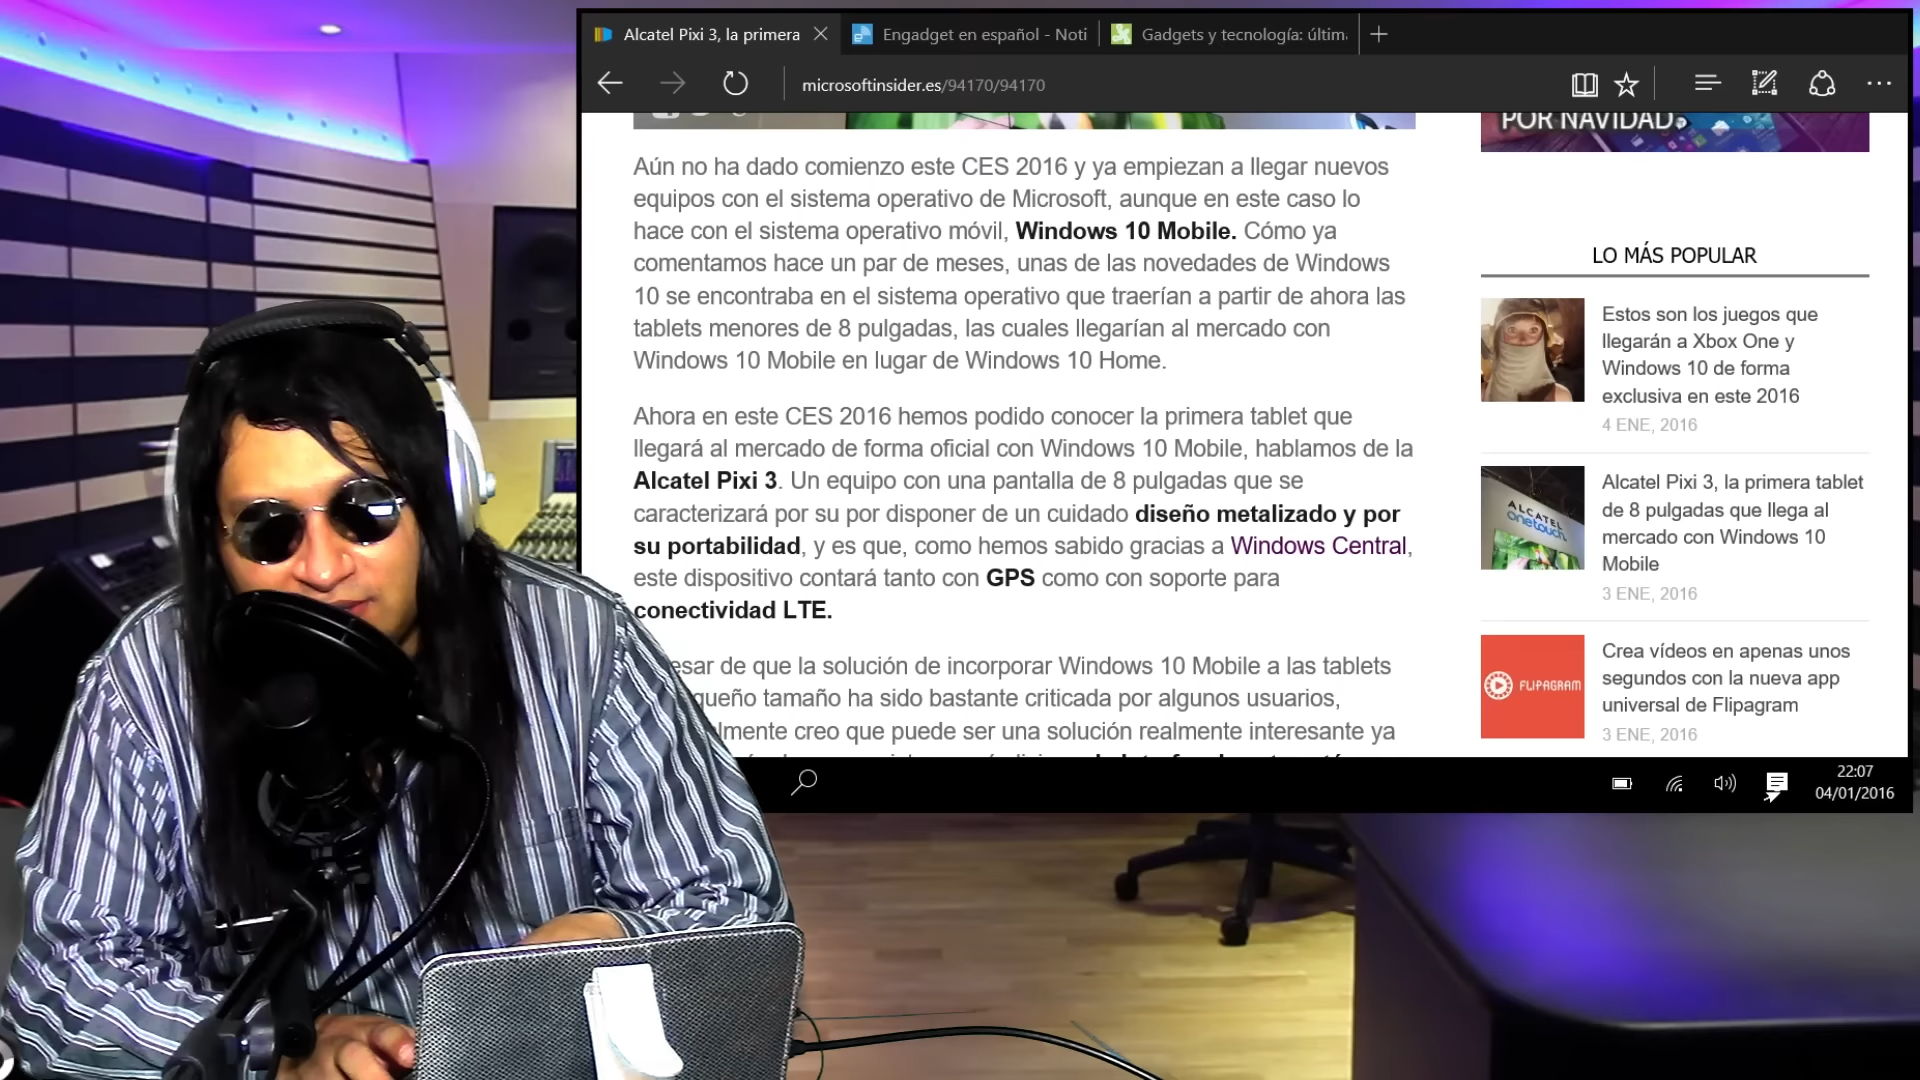 Alcatel Pixi 3, la primera
Engadget en español - Noti
Gadgets y tecnología: últim
microsoftinsider.es/94170/94170
POR NAVIDAD
Aún no ha dado comienzo este CES 2016 y ya empiezan a llegar nuevos
equipos con el sistema operativo de Microsoft, aunque en este caso lo
hace con el sistema operativo móvil, Windows 10 Mobile. Cómo ya
comentamos hace un par de meses, unas de las novedades de Windows
10 se encontraba en el sistema operativo que traerían a partir de ahora las
tablets menores de 8 pulgadas, las cuales llegarían al mercado con
Windows 10 Mobile en lugar de Windows 10 Home.
Ahora en este CES 2016 hemos podido conocer la primera tablet que
llegará al mercado de forma oficial con Windows 10 Mobile, hablamos de la
Alcatel Pixi 3. Un equipo con una pantalla de 8 pulgadas que se
caracterizará por su por disponer de un cuidado diseño metalizado y por
su portabilidad, y es que, como hemos sabido gracias a Windows Central,
este dispositivo contará tanto con GPS como con soporte para
conectividad LTE.
esar de que la solución de incorporar Windows 10 Mobile a las tablets
queño tamaño ha sido bastante criticada por algunos usuarios,
lmente creo que puede ser una solución realmente interesante ya
LO MÁS POPULAR
Estos son los juegos que
llegarán a Xbox One y
Windows 10 de forma
exclusiva en este 2016
4 ENE, 2016
ALCATEL
onetouch
Alcatel Pixi 3, la primera tablet
de 8 pulgadas que llega al
mercado con Windows 10
Mobile
3 ENE, 2016
FLIPAGRAM
Crea vídeos en apenas unos
segundos con la nueva app
universal de Flipagram
3 ENE, 2016
22:07
04/01/2016